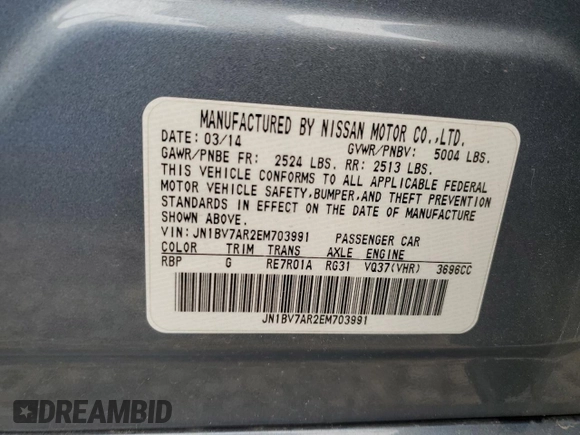 MANUFACTURED BY NISSAN MOTOR CO.,LTD.
DATE: 03/14 GVWR/PNBV: 5004 LBS.
GAWR/PNBE FR: 2524 LBS. RR: 2513 LBS.
THIS VEHICLE CONFORMS TO ALL APPLICABLE FEDERAL
MOTOR VEHICLE SAFETY,BUMPER,AND THEFT PREVENTION
STANDARDS IN EFFECT ON THE DATE OF MANUFACTURE
SHOWN ABOVE.
VIN: JN1BV7AR2EM703991 PASSENGER CAR
COLOR TRIM TRANS AXLE ENGINE
RBP G RE7R01A RG31 VQ37(VHR) 3696CC
JN1BV7AR2EM703991
DREAMBID